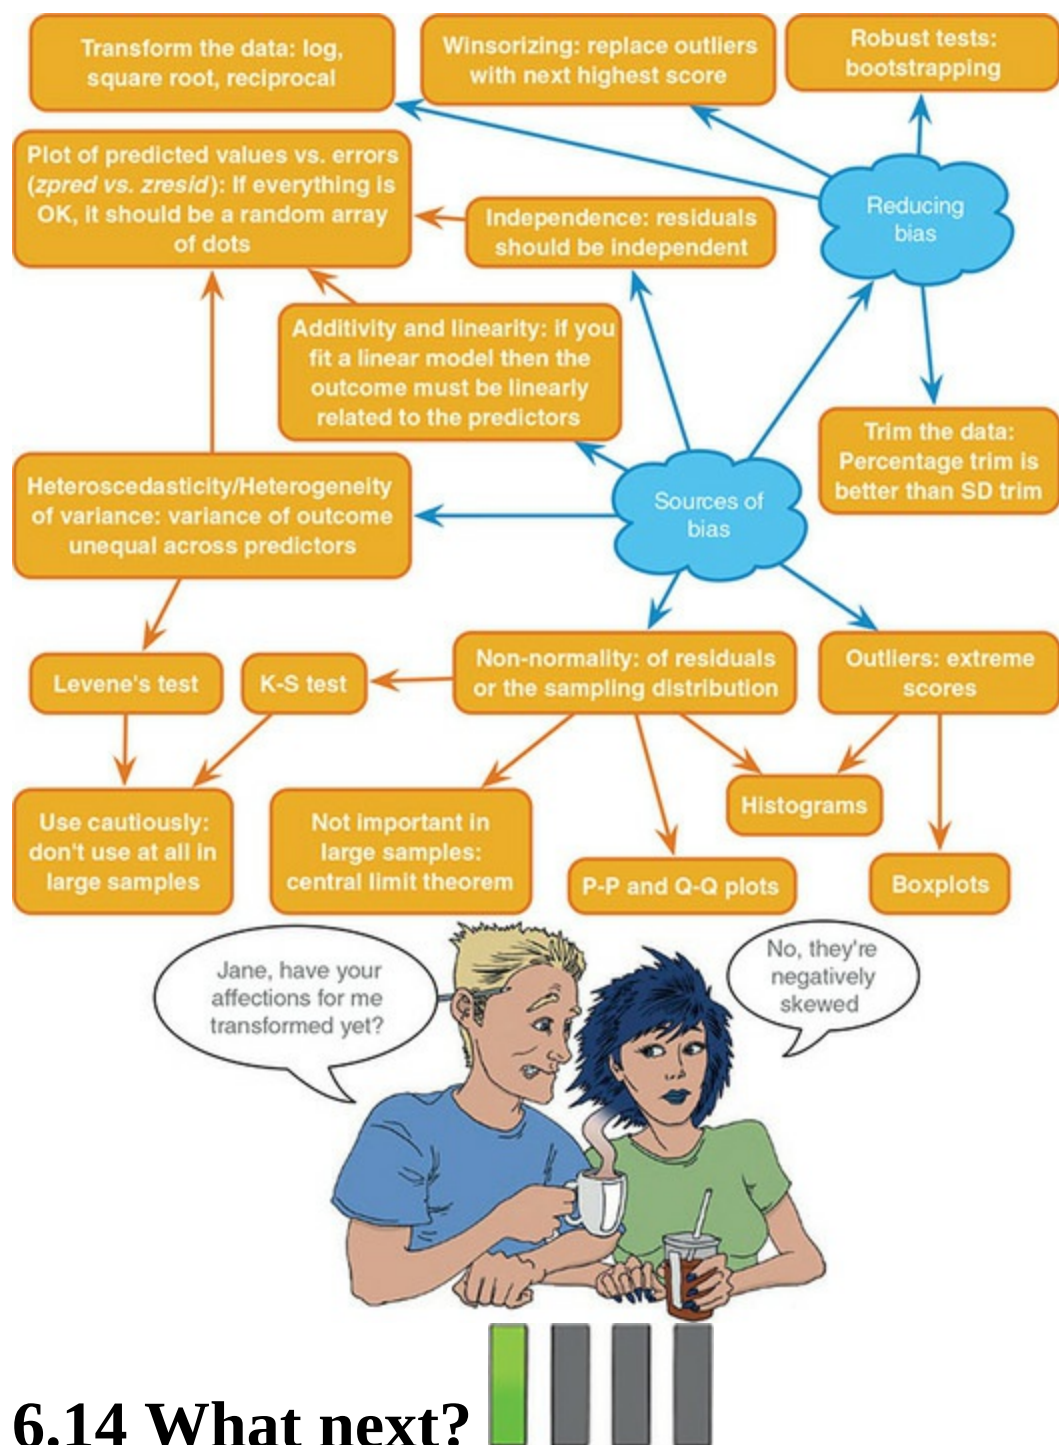 Transform the data: log,
square root, reciprocal
Winsorizing: replace outliers
with next highest score
Robust tests:
bootstrapping
Plot of predicted values vs. errors
(zpred vs. zresid): If everything is
OK, it should be a random array
of dots
Independence: residuals
should be independent
Reducing
bias
Additivity and linearity: if you
fit a linear model then the
outcome must be linearly
related to the predictors
Trim the data:
Percentage trim is
better than SD trim
Heteroscedasticity/Heterogeneity
of variance: variance of outcome
unequal across predictors
Sources of
bias
Levene's test
K-S test
Non-normality: of residuals
or the sampling distribution
Outliers: extreme
scores
Use cautiously:
don't use at all in
large samples
Not important in
large samples:
central limit theorem
Histograms
P-P and Q-Q plots
Boxplots
Jane, have your
affections for me
transformed yet?
No, they're
negatively
skewed
6.14 What next?